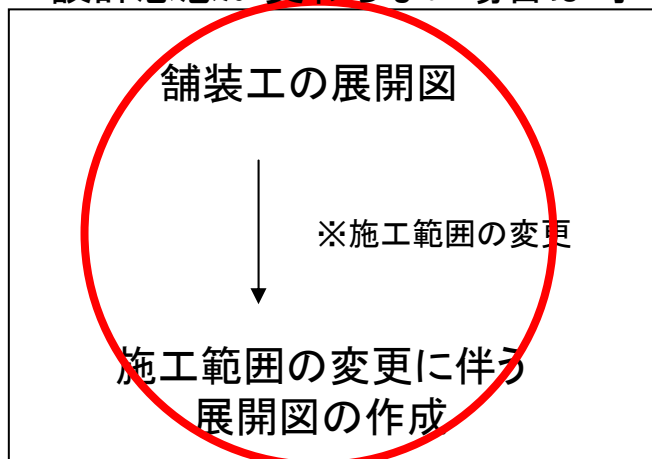 舗装工の展開図
※施工範囲の変更
施工範囲の変更に伴う
展開図の作成